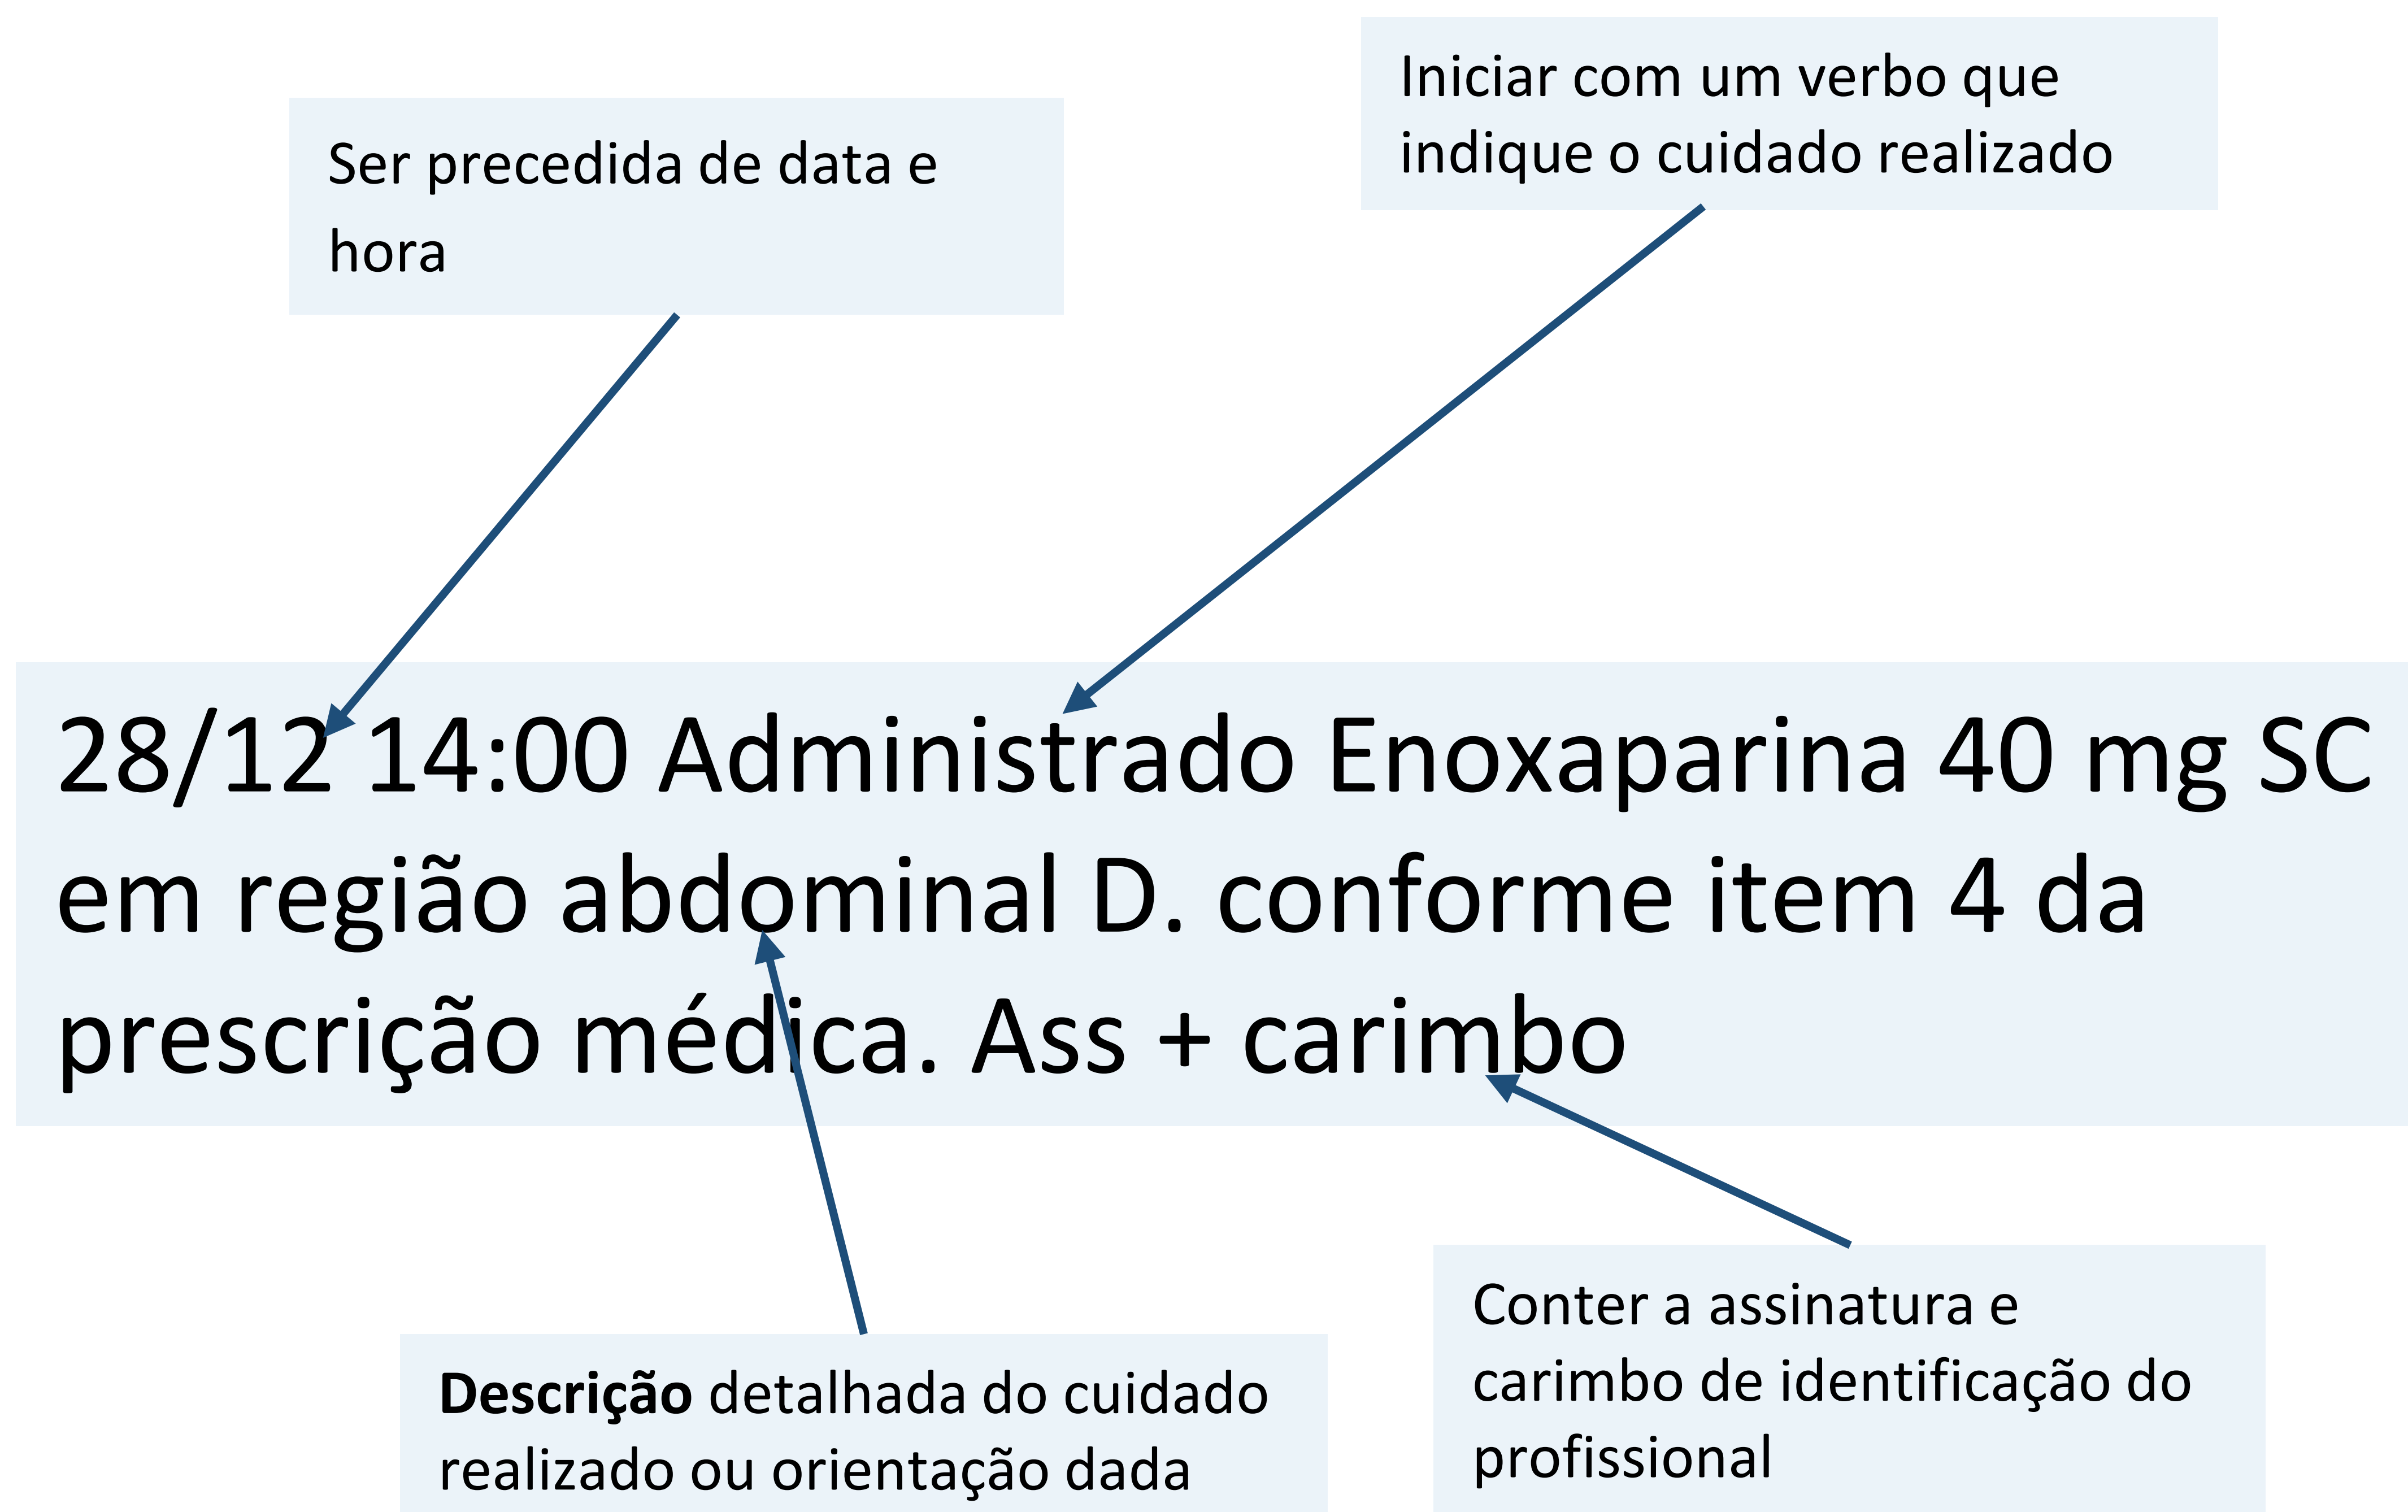 Iniciar com um verbo que
indique o cuidado realizado
Ser precedida de data e
hora
28/12 14:00 Administrado Enoxaparina 40 mg SC
em região abdominal D. conforme item 4 da
prescrição médica. Ass + carimbo
Descrição detalhada do cuidado
realizado ou orientação dada
Conter a assinatura e
carimbo de identificação do
profissional